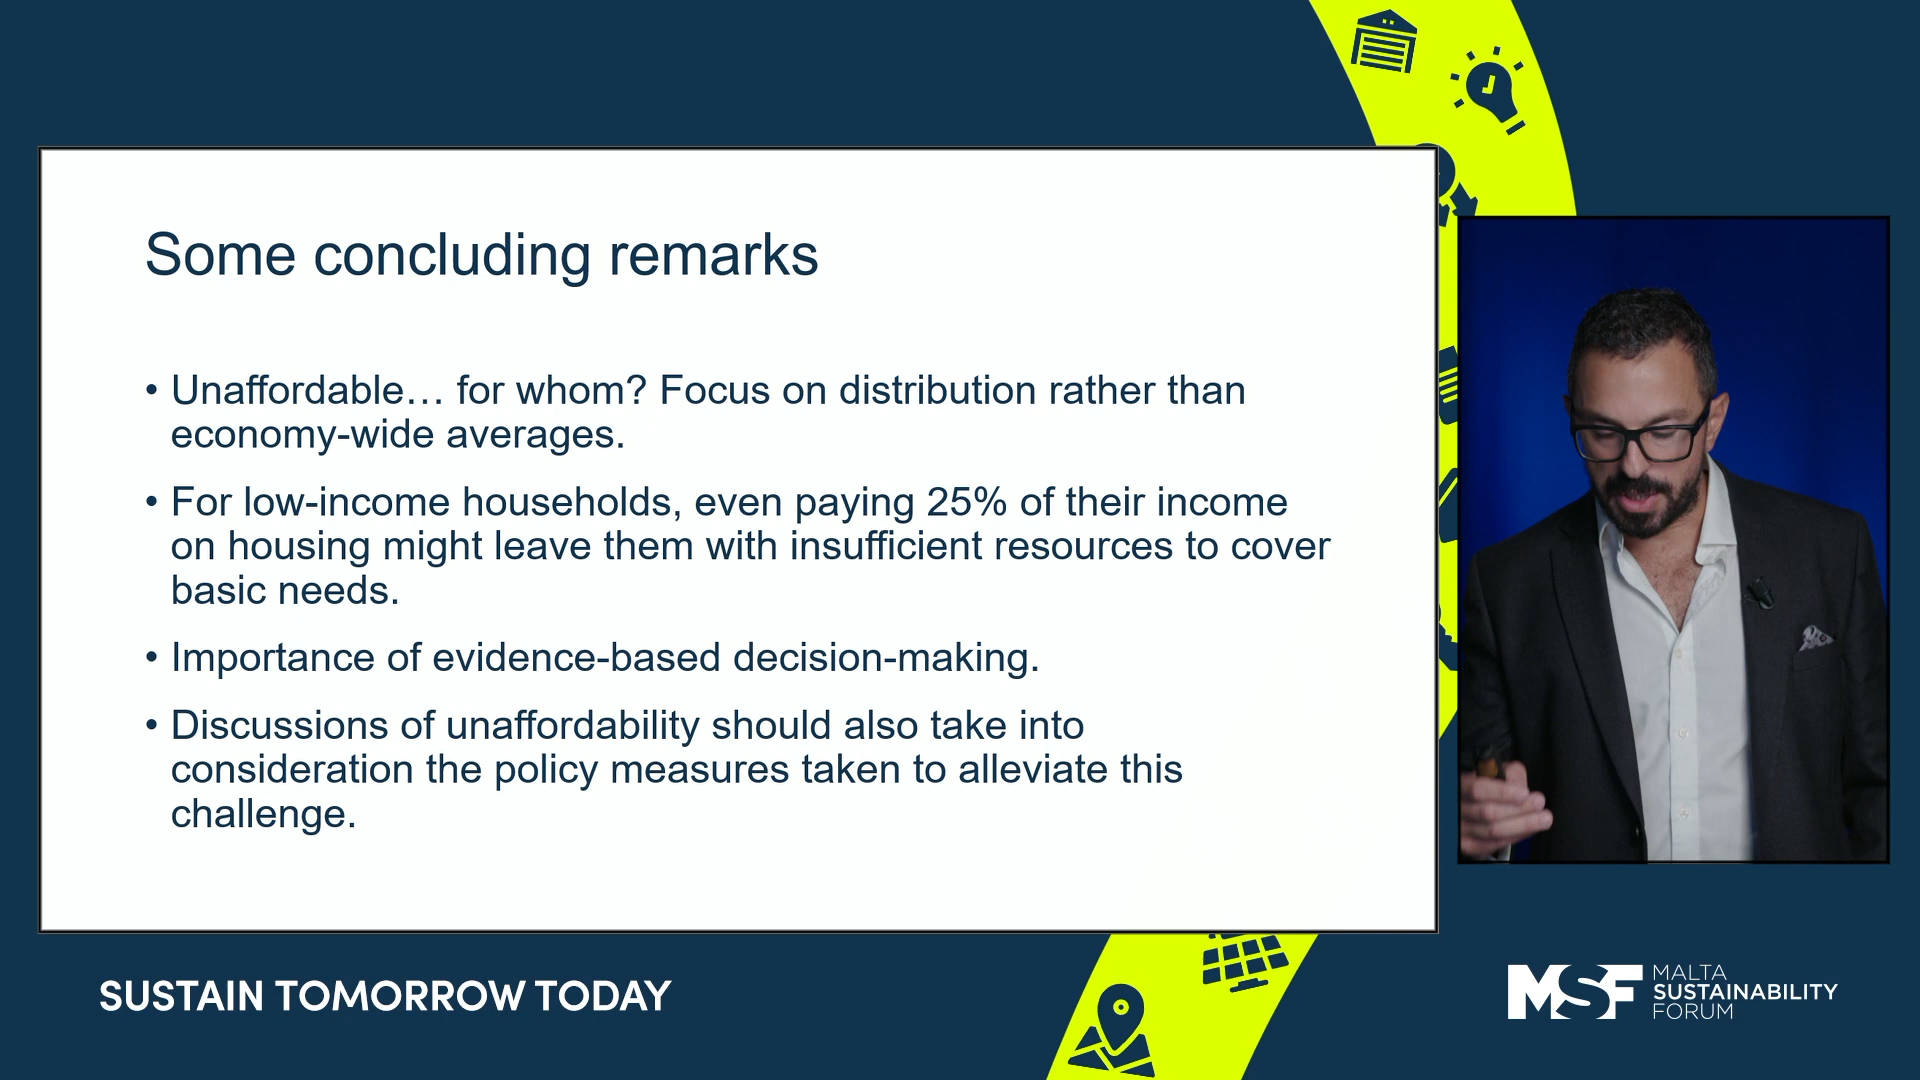 Some concluding remarks
• Unaffordable… for whom? Focus on distribution rather than
economy-wide averages.
• For low-income households, even paying 25% of their income
on housing might leave them with insufficient resources to cover
basic needs.
• Importance of evidence-based decision-making.
• Discussions of unaffordability should also take into
consideration the policy measures taken to alleviate this
challenge.
SUSTAIN TOMORROW TODAY
MSF
MALTA
SUSTAINABILITY
FORUM